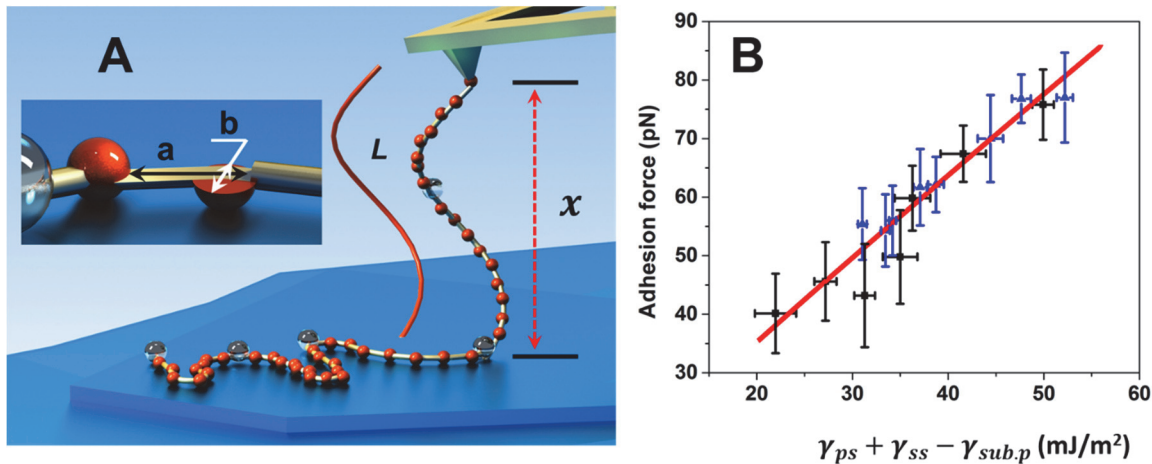 A
b
a
L
x
B
Adhesion force (pN)
90
80
70
60
50
40
30
20 30 40 50 60
γps + γss − γsub.p (mJ/m²)